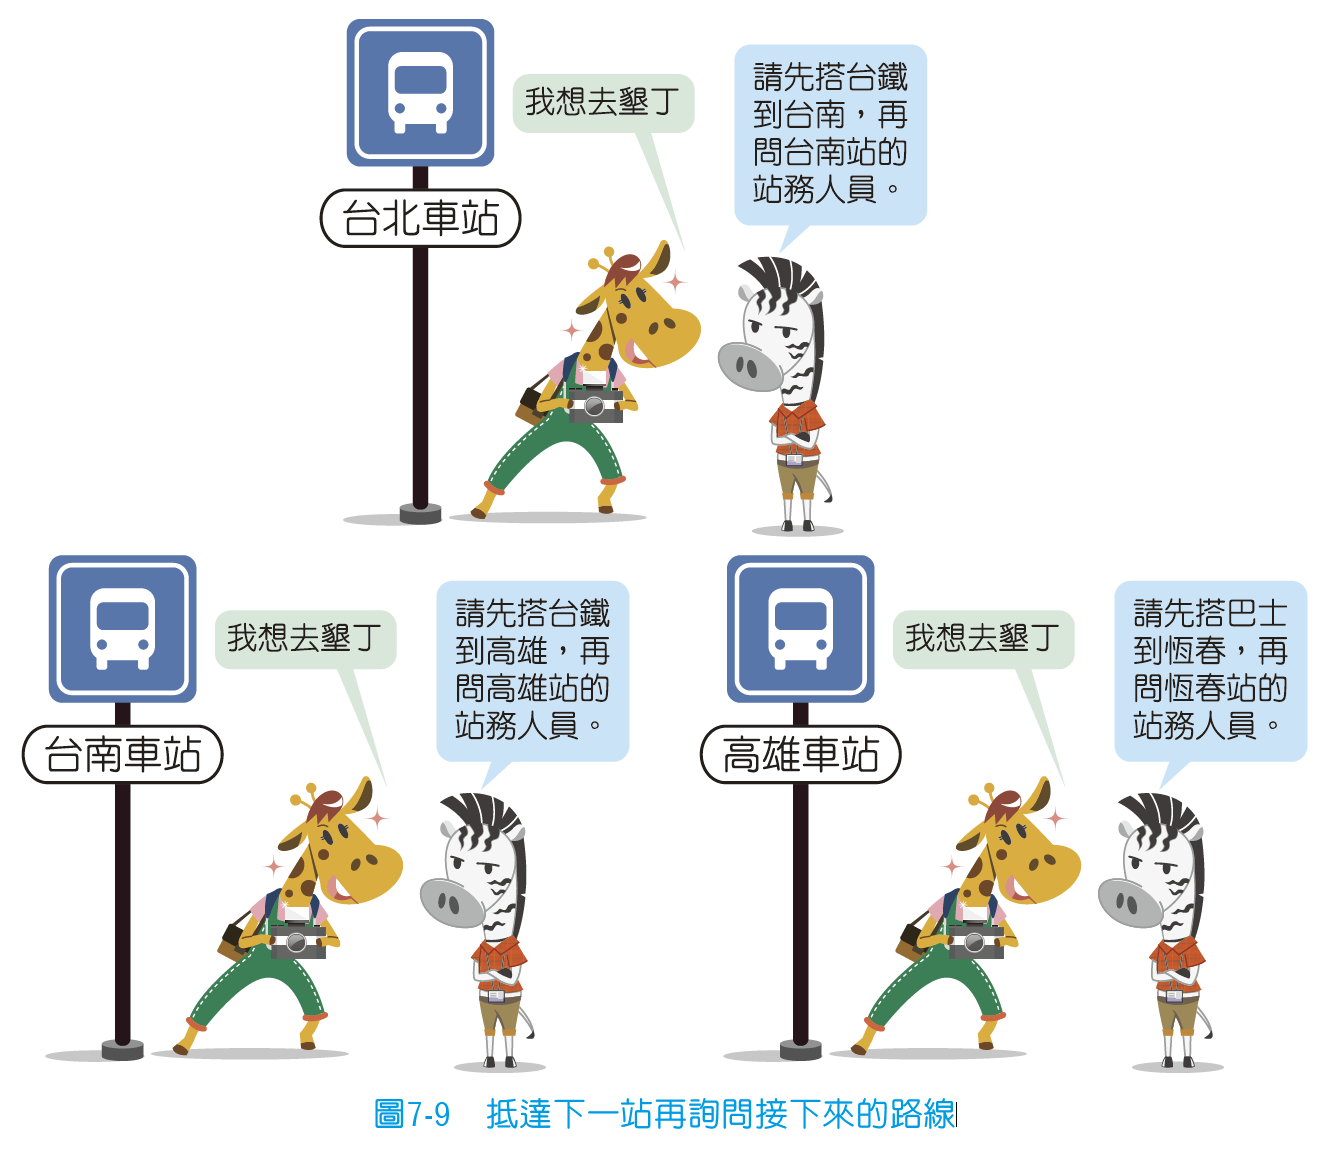 我想去墾丁
請先搭台鐵
到台南，再
問台南站的
站務人員。
台北車站
我想去墾丁
請先搭台鐵
到高雄，再
問高雄站的
站務人員。
台南車站
我想去墾丁
請先搭巴士
到恆春，再
問恆春站的
站務人員。
高雄車站
圖7-9　抵達下一站再詢問接下來的路線